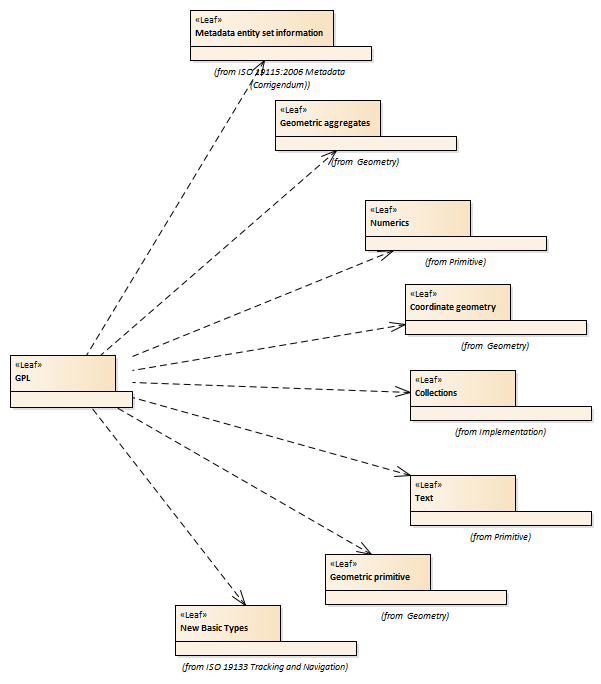 «Leaf»
Metadata entity set information
(from ISO 19115:2006 Metadata
(Corrigendum))
«Leaf»
Geometric aggregates
(from  Geometry)
«Leaf»
Numerics
(from Primitive)
«Leaf»
Coordinate geometry
(from  Geometry)
«Leaf»
GPL
«Leaf»
Collections
(from Implementation)
«Leaf»
Text
(from Primitive)
«Leaf»
Geometric primitive
(from  Geometry)
«Leaf»
New Basic Types
(from ISO 19133 Tracking and Navigation)